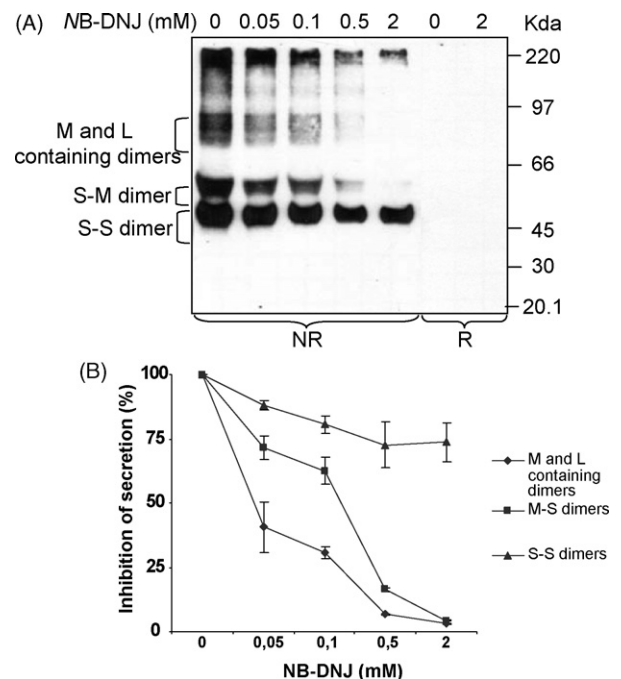 (A) NB-DNJ (mM) 0 0.05 0.1 0.5 2 0 2 Kda
220
97
M and L
containing dimers
66
S-M dimer
S-S dimer
45
30
20.1
NR R
(B)
Inhibition of secretion (%)
100
75
50
25
0
0 0,05 0,1 0,5 2
NB-DNJ (mM)
M and L
containing
dimers
M-S dimers
S-S dimers